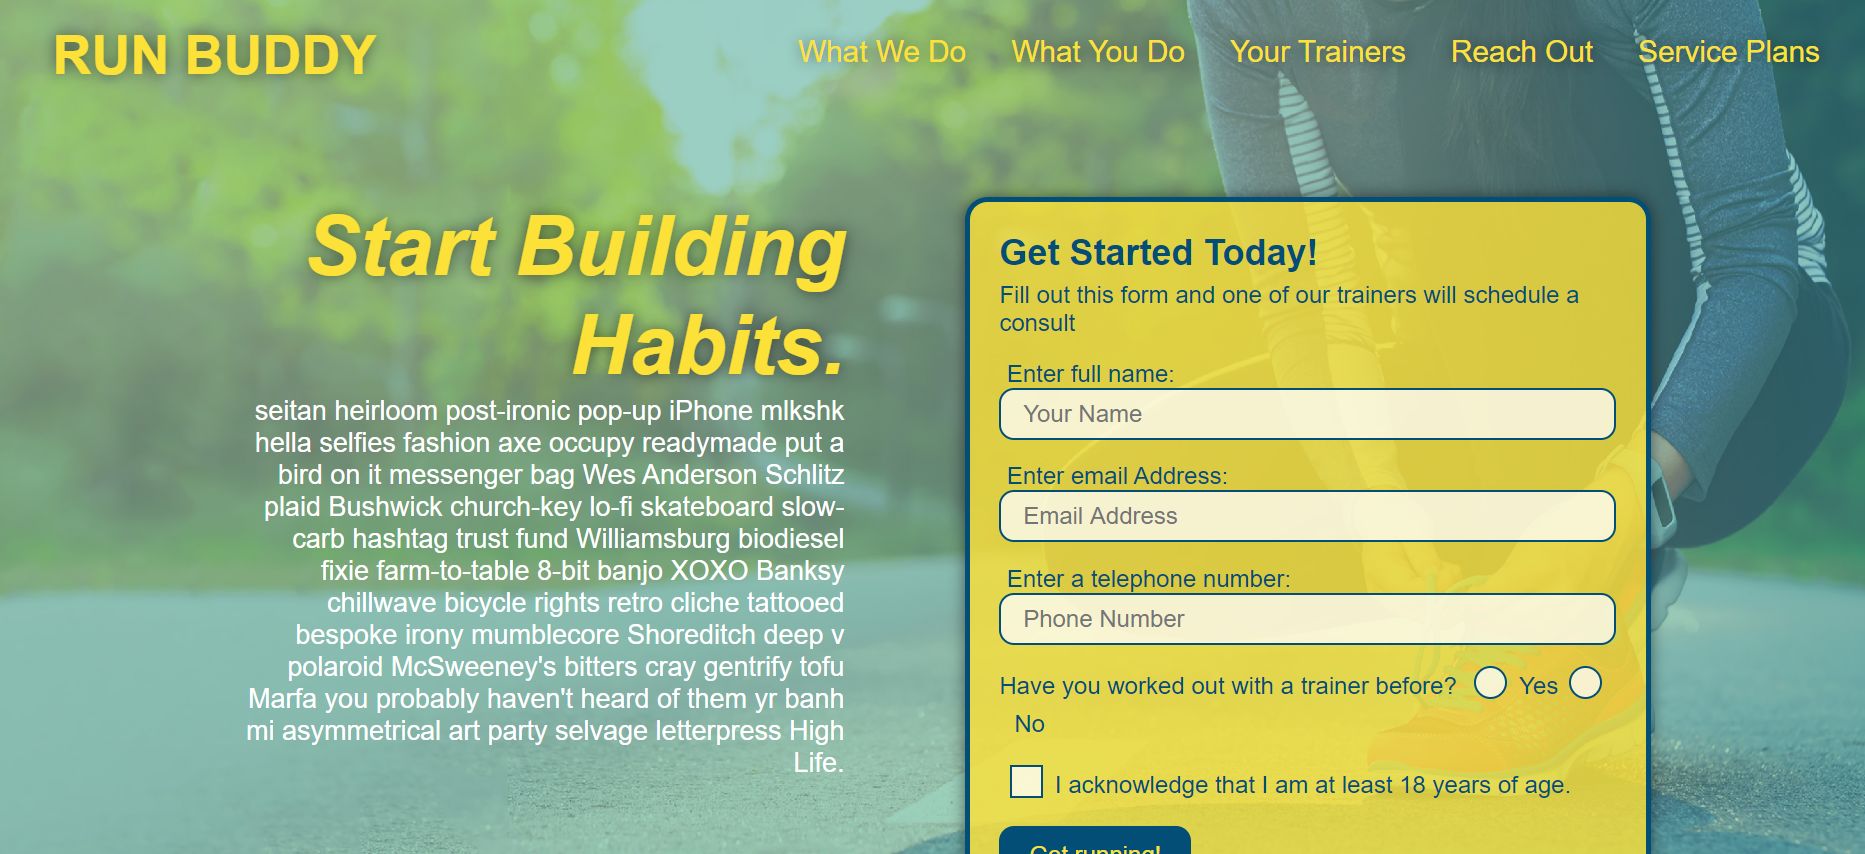 RUN BUDDY
What We Do What You Do Your Trainers Reach Out Service Plans
Start Building
Habits.
seitan heirloom post-ironic pop-up iPhone mlkshk
hella selfies fashion axe occupy readymade put a
bird on it messenger bag Wes Anderson Schlitz
plaid Bushwick church-key lo-fi skateboard slow-
carb hashtag trust fund Williamsburg biodiesel
fixie farm-to-table 8-bit banjo XOXO Banksy
chillwave bicycle rights retro cliche tattooed
bespoke irony mumblecore Shoreditch deep v
polaroid McSweeney's bitters cray gentrify tofu
Marfa you probably haven't heard of them yr banh
mi asymmetrical art party selvage letterpress High
Life.
Get Started Today!
Fill out this form and one of our trainers will schedule a
consult
Enter full name:
Your Name
Enter email Address:
Email Address
Enter a telephone number:
Phone Number
Have you worked out with a trainer before? Yes
No
I acknowledge that I am at least 18 years of age.
Get running!